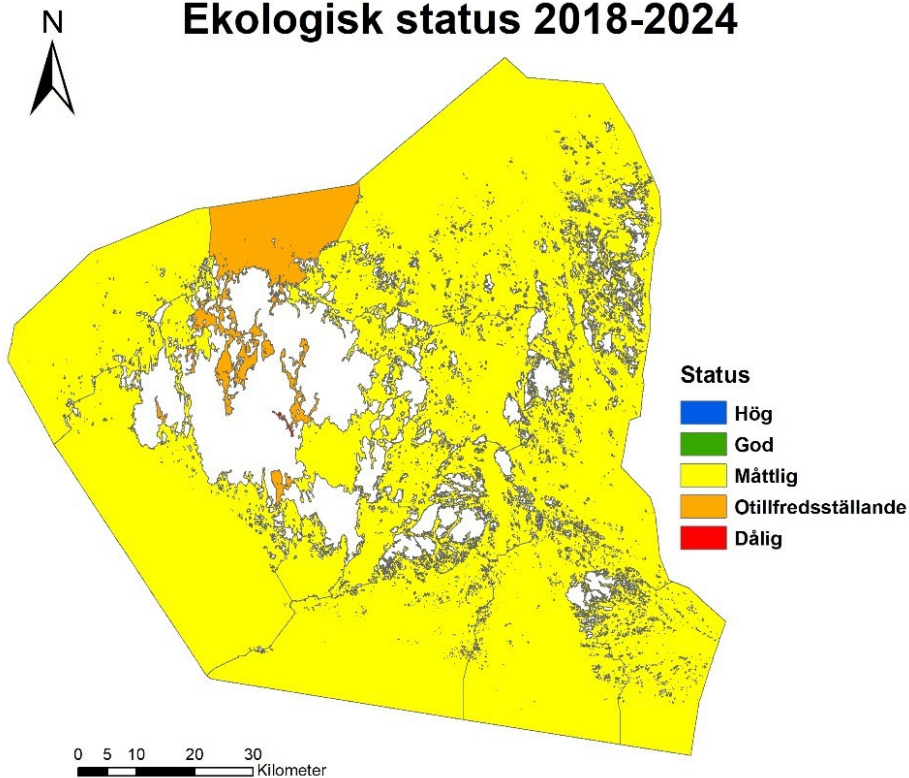 Ekologisk status 2018-2024
N
Status
Hög
God
Måttlig
Otillfredsställande
Dålig
0 5 10 20 30
Kilometer